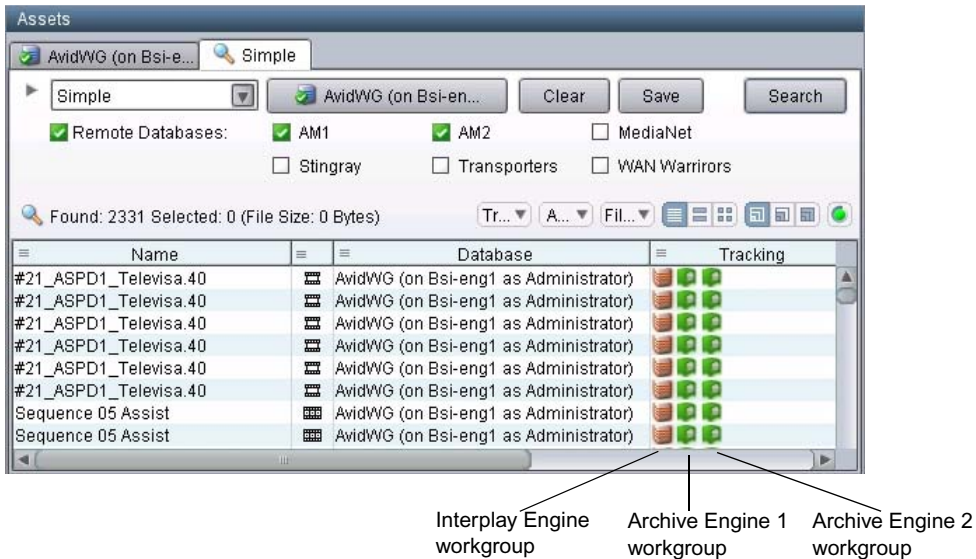 Assets
AvidWG (on Bsi-e... Simple
Simple AvidWG (on Bsi-en... Clear Save Search
Remote Databases: AM1 AM2 MediaNet
Stingray Transporters WAN Warrirors
Found: 2331 Selected: 0 (File Size: 0 Bytes) Tr... A... Fil...
Name Database Tracking
#21_ASPD1_Televisa.40 AvidWG (on Bsi-eng1 as Administrator)
#21_ASPD1_Televisa.40 AvidWG (on Bsi-eng1 as Administrator)
#21_ASPD1_Televisa.40 AvidWG (on Bsi-eng1 as Administrator)
#21_ASPD1_Televisa.40 AvidWG (on Bsi-eng1 as Administrator)
#21_ASPD1_Televisa.40 AvidWG (on Bsi-eng1 as Administrator)
#21_ASPD1_Televisa.40 AvidWG (on Bsi-eng1 as Administrator)
Sequence 05 Assist AvidWG (on Bsi-eng1 as Administrator)
Sequence 05 Assist AvidWG (on Bsi-eng1 as Administrator)
Interplay Engine Archive Engine 1 Archive Engine 2
workgroup workgroup workgroup